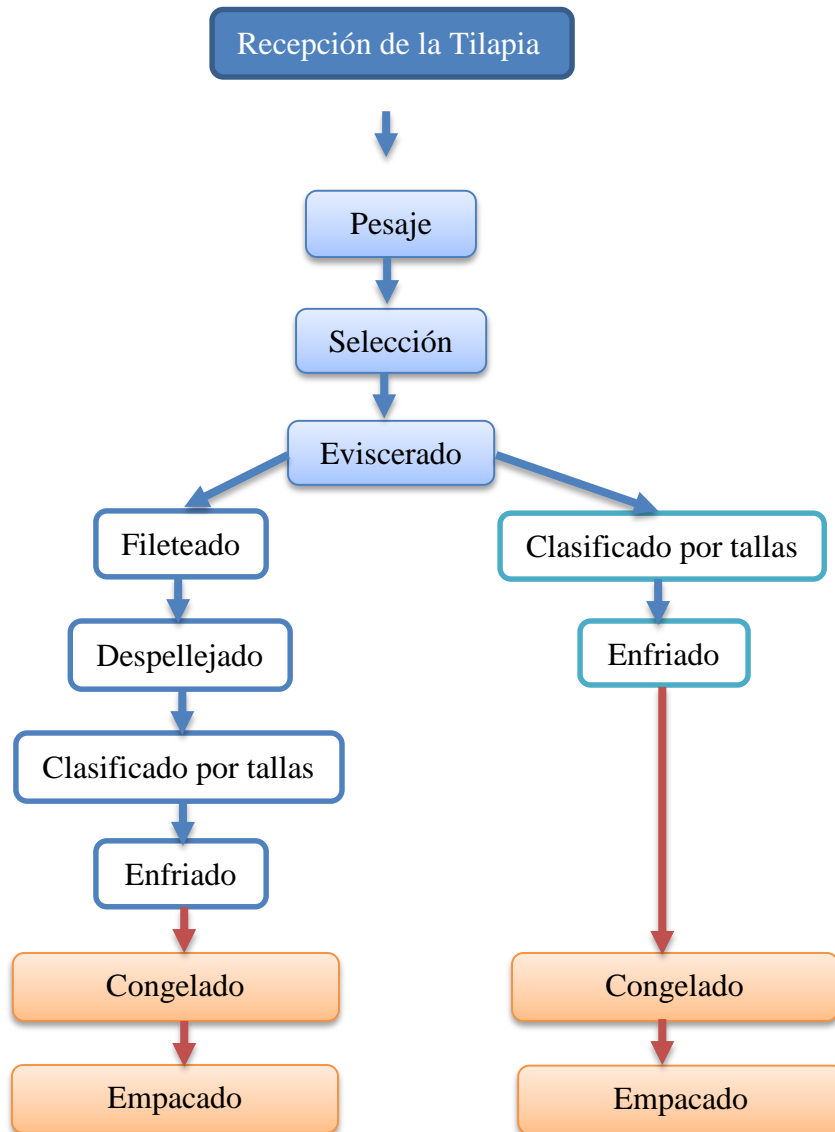 Recepción de la Tilapia
Pesaje
Selección
Eviscerado
Fileteado
Despellejado
Clasificado por tallas
Enfriado
Congelado
Empacado
Clasificado por tallas
Enfriado
Congelado
Empacado